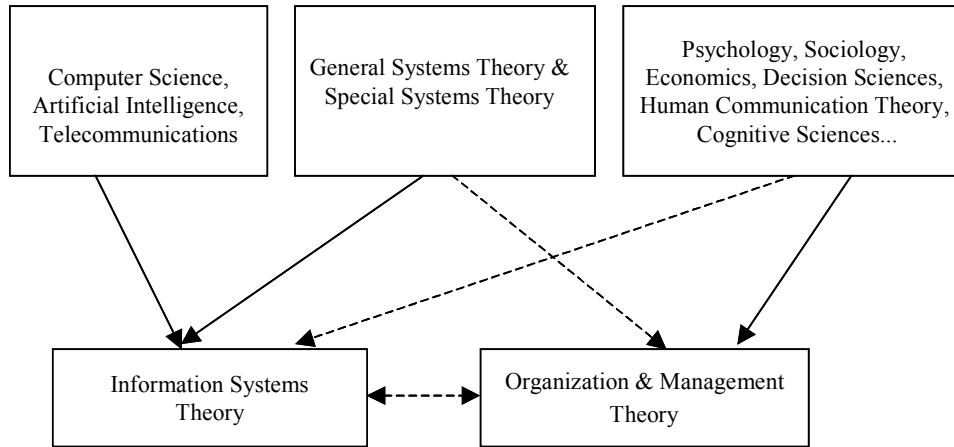 Computer Science,
Artificial Intelligence,
Telecommunications
General Systems Theory &
Special Systems Theory
Psychology, Sociology,
Economics, Decision Sciences,
Human Communication Theory,
Cognitive Sciences...
Information Systems
Theory
Organization & Management
Theory